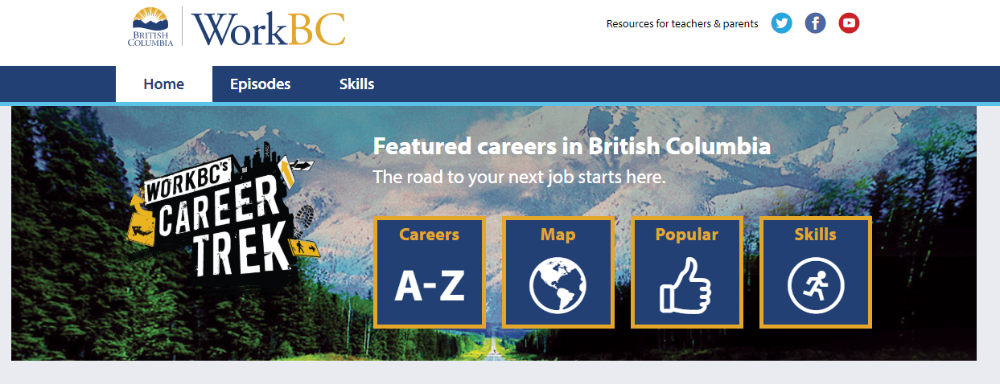 BRITISH
COLUMBIA
WorkBC
Resources for teachers & parents
Home
Episodes
Skills
WORKBC'S
CAREER
TREK
Featured careers in British Columbia
The road to your next job starts here.
Careers
A-Z
Map
Popular
Skills